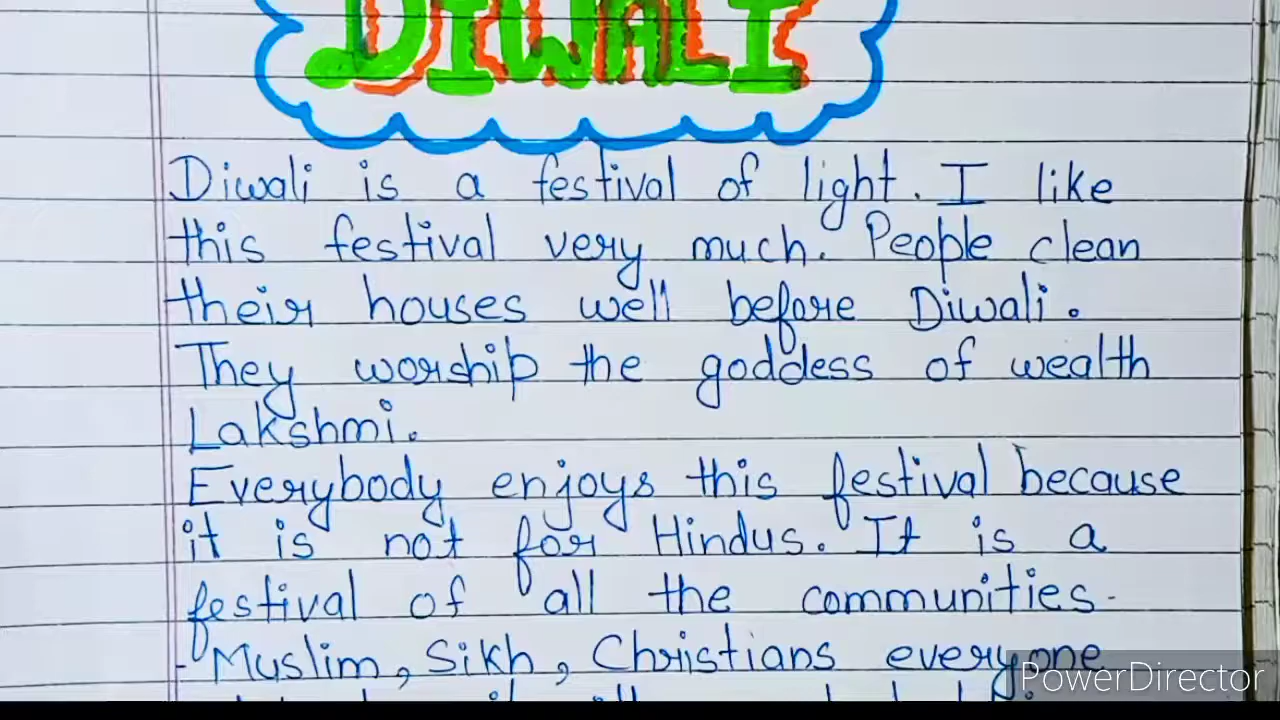 DIWALI
Diwali is a festival of light. I like
this festival very much. People clean
their houses well before Diwali.
They worship the goddess of wealth
Lakshmi.
Everybody enjoys this festival because
it is not for Hindus. It is a
festival of all the communities.
Muslim, Sikh, Christians everyone
PowerDirector